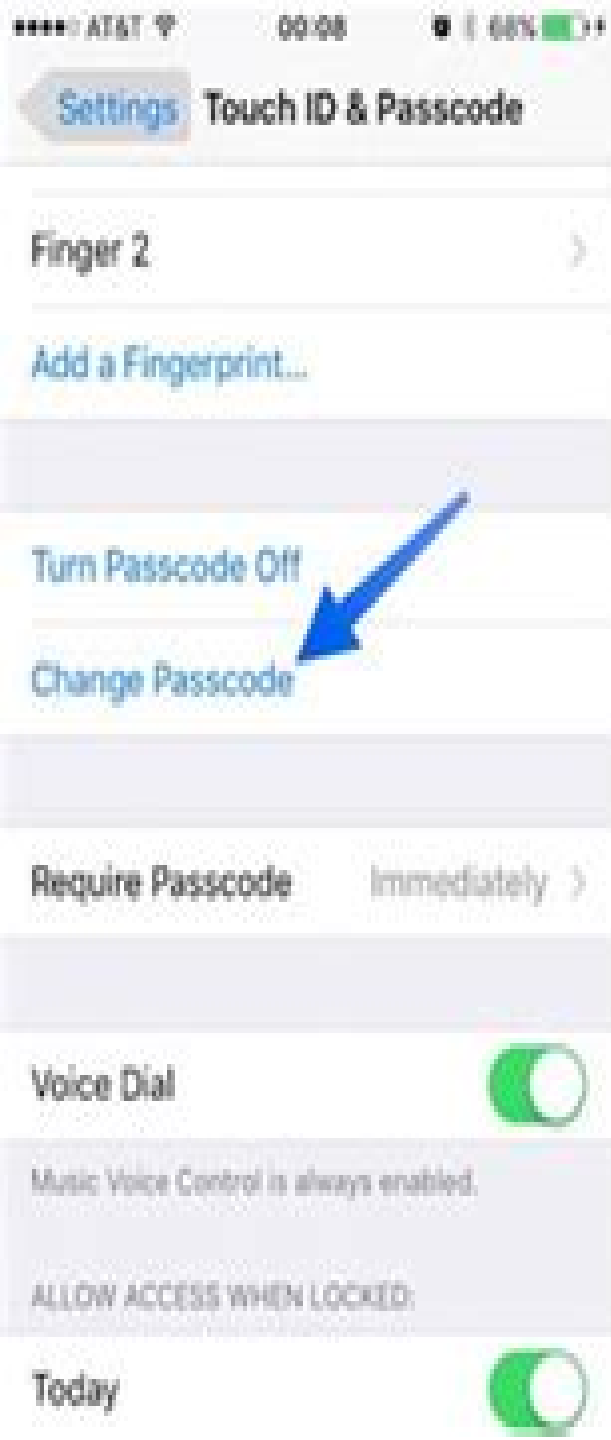 AT&T 00:08 68%
Settings Touch ID & Passcode
Finger 2
Add a Fingerprint...
Turn Passcode Off
Change Passcode
Require Passcode Immediately
Voice Dial
Music Voice Control is always enabled.
ALLOW ACCESS WHEN LOCKED:
Today